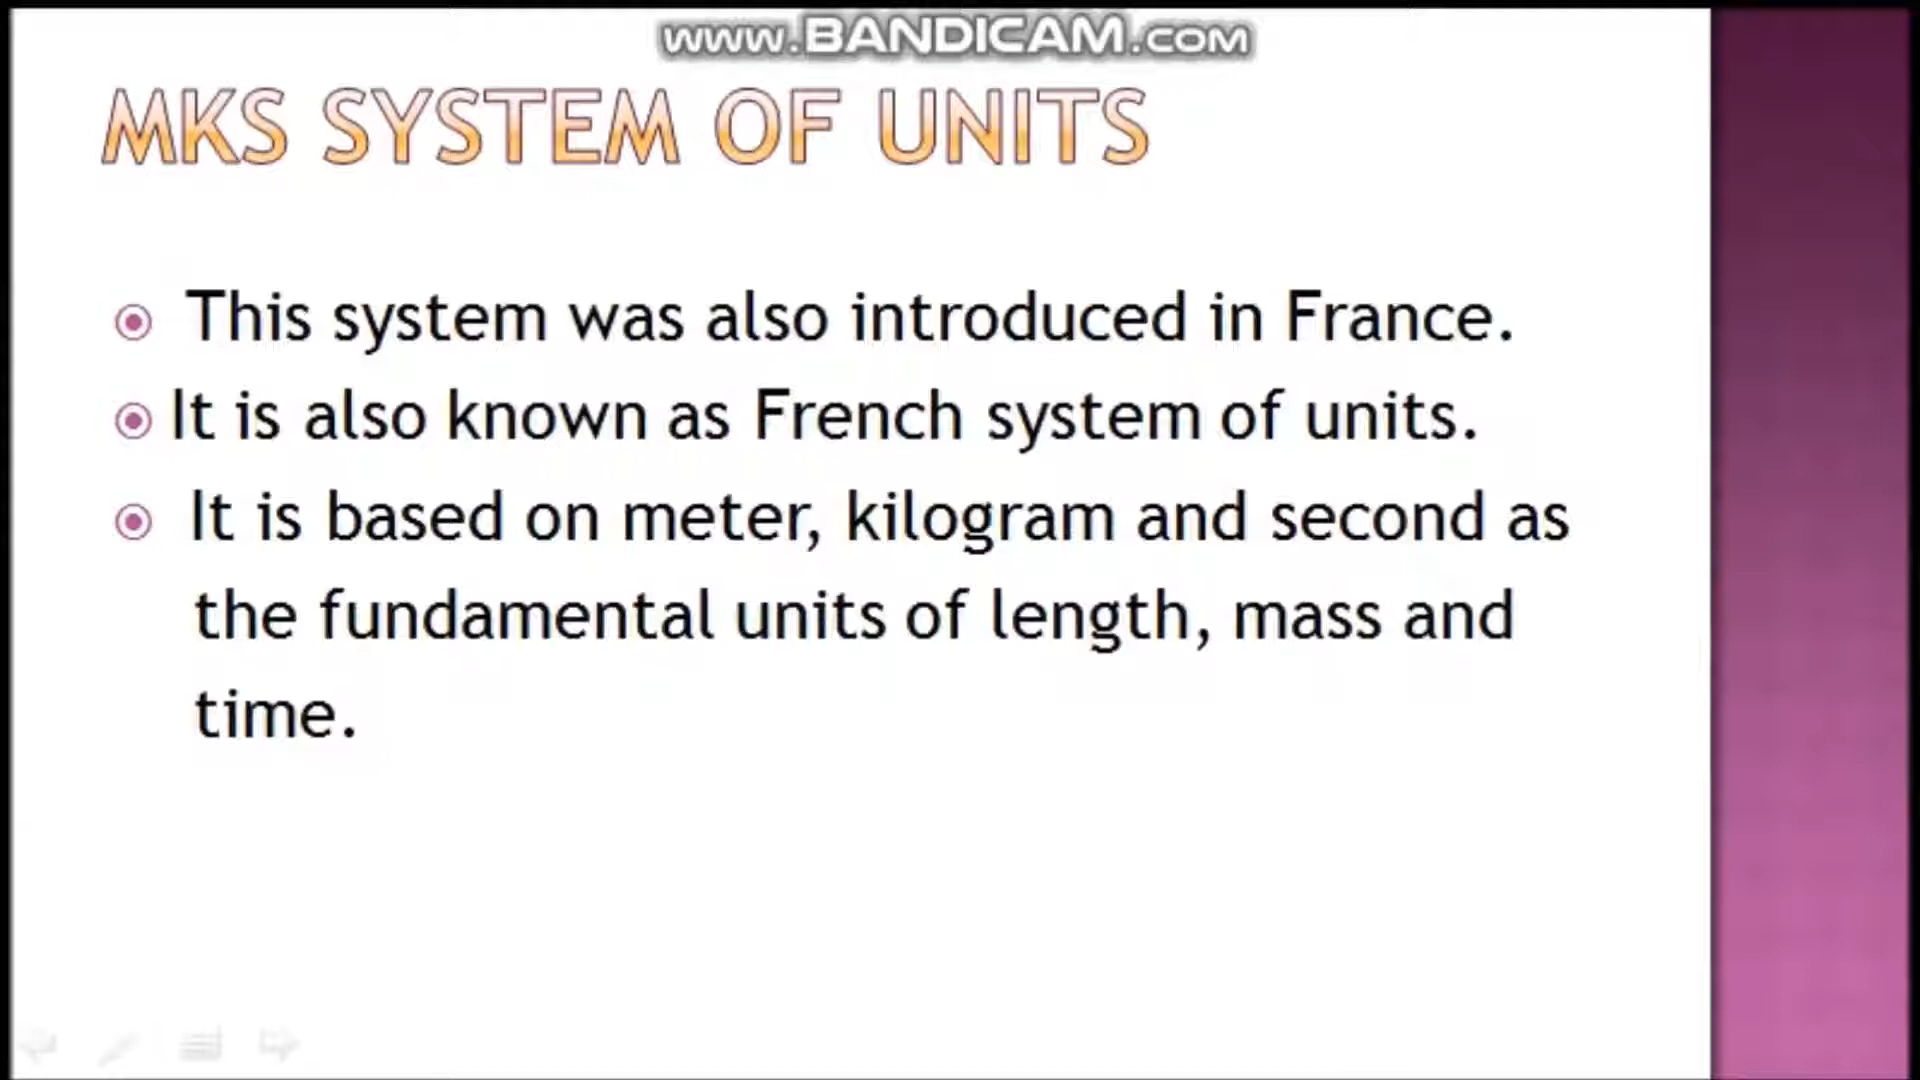 www.BANDICAM.com
MKS SYSTEM OF UNITS
This system was also introduced in France.
It is also known as French system of units.
It is based on meter, kilogram and second as
the fundamental units of length, mass and
time.